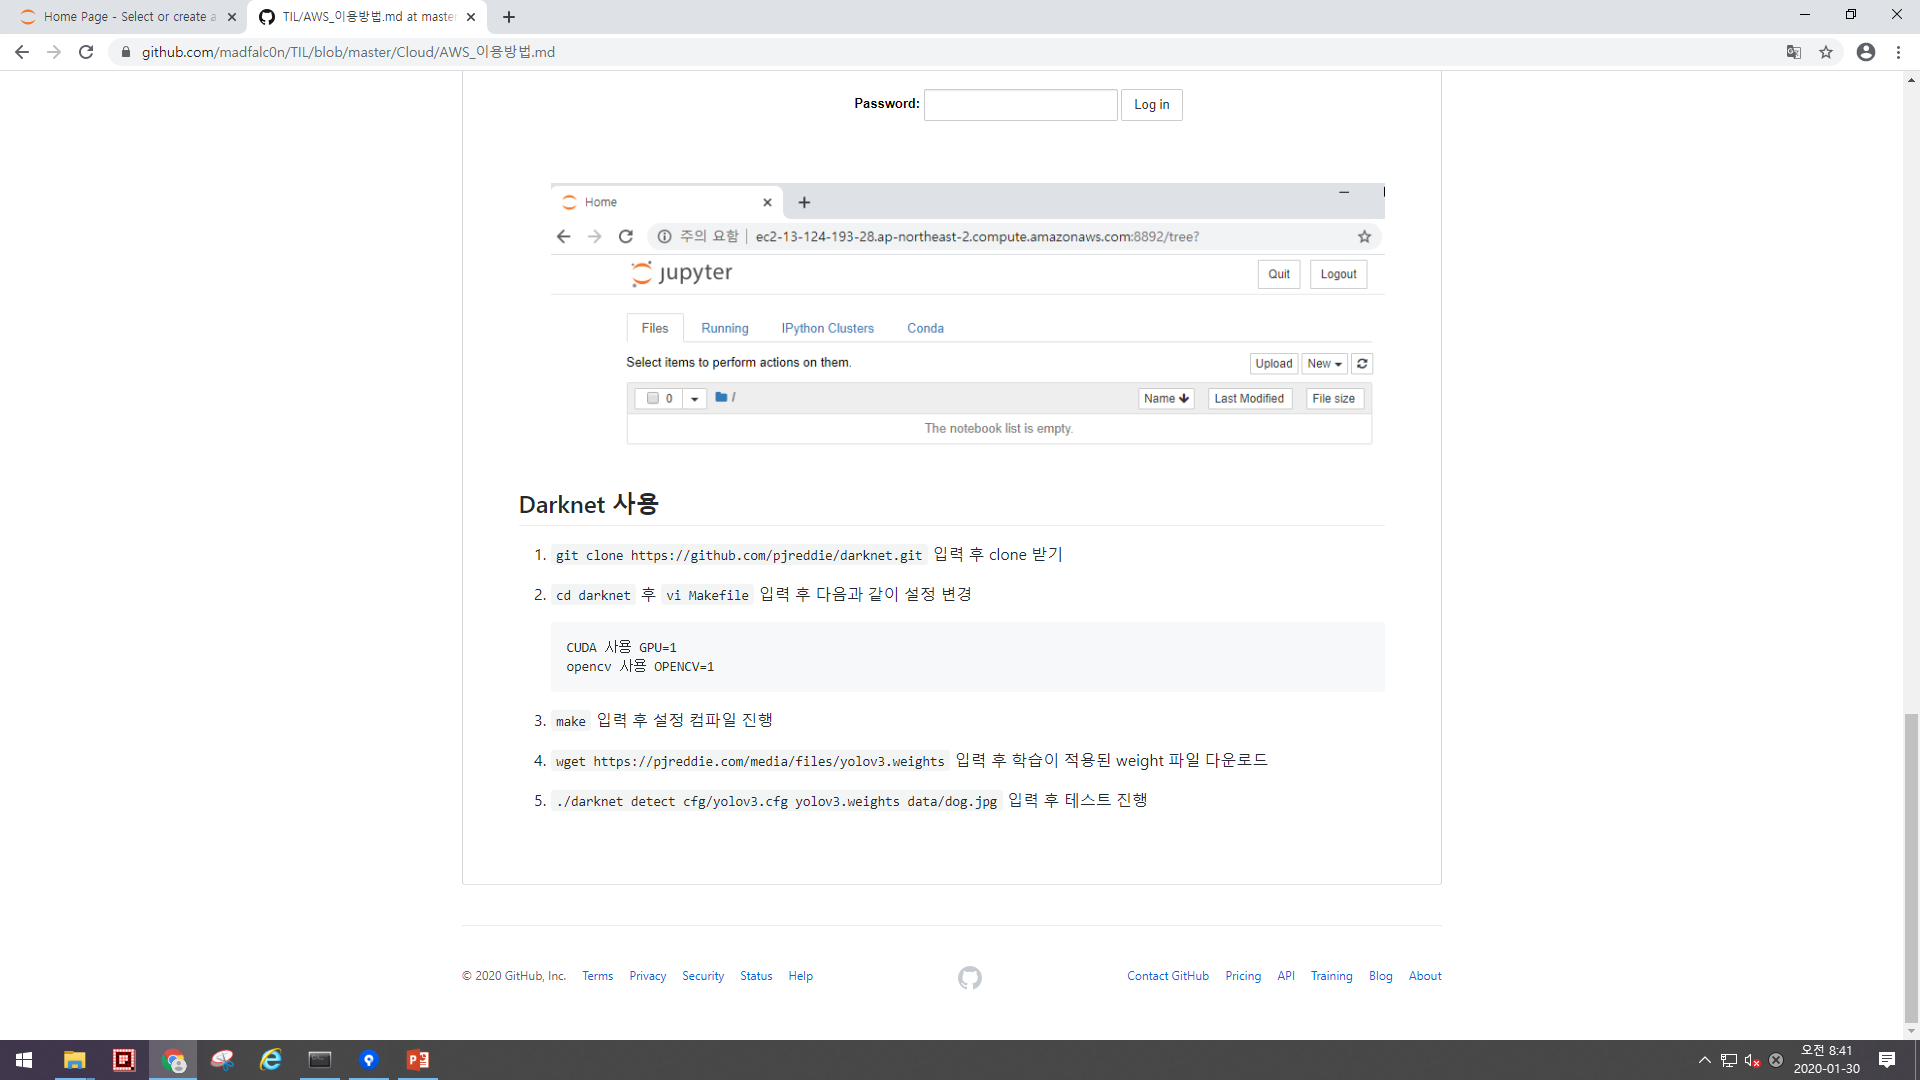 Home Page - Select or create a
TIL/AWS_이용방법.md at master
github.com/madfalc0n/TIL/blob/master/Cloud/AWS_이용방법.md
Password:
Log in
Home
주의 요함
ec2-13-124-193-28.ap-northeast-2.compute.amazonaws.com:8892/tree?
jupyter
Quit
Logout
Files
Running
IPython Clusters
Conda
Select items to perform actions on them.
Upload
New
0
/
Name
Last Modified
File size
The notebook list is empty.
Darknet 사용
1. git clone https://github.com/pjreddie/darknet.git 입력 후 clone 받기
2. cd darknet 후 vi Makefile 입력 후 다음과 같이 설정 변경
CUDA 사용 GPU=1
opencv 사용 OPENCV=1
3. make 입력 후 설정 컴파일 진행
4. wget https://pjreddie.com/media/files/yolov3.weights 입력 후 학습이 적용된 weight 파일 다운로드
5. ./darknet detect cfg/yolov3.cfg yolov3.weights data/dog.jpg 입력 후 테스트 진행
© 2020 GitHub, Inc.
Terms
Privacy
Security
Status
Help
Contact GitHub
Pricing
API
Training
Blog
About
오전 8:41
2020-01-30